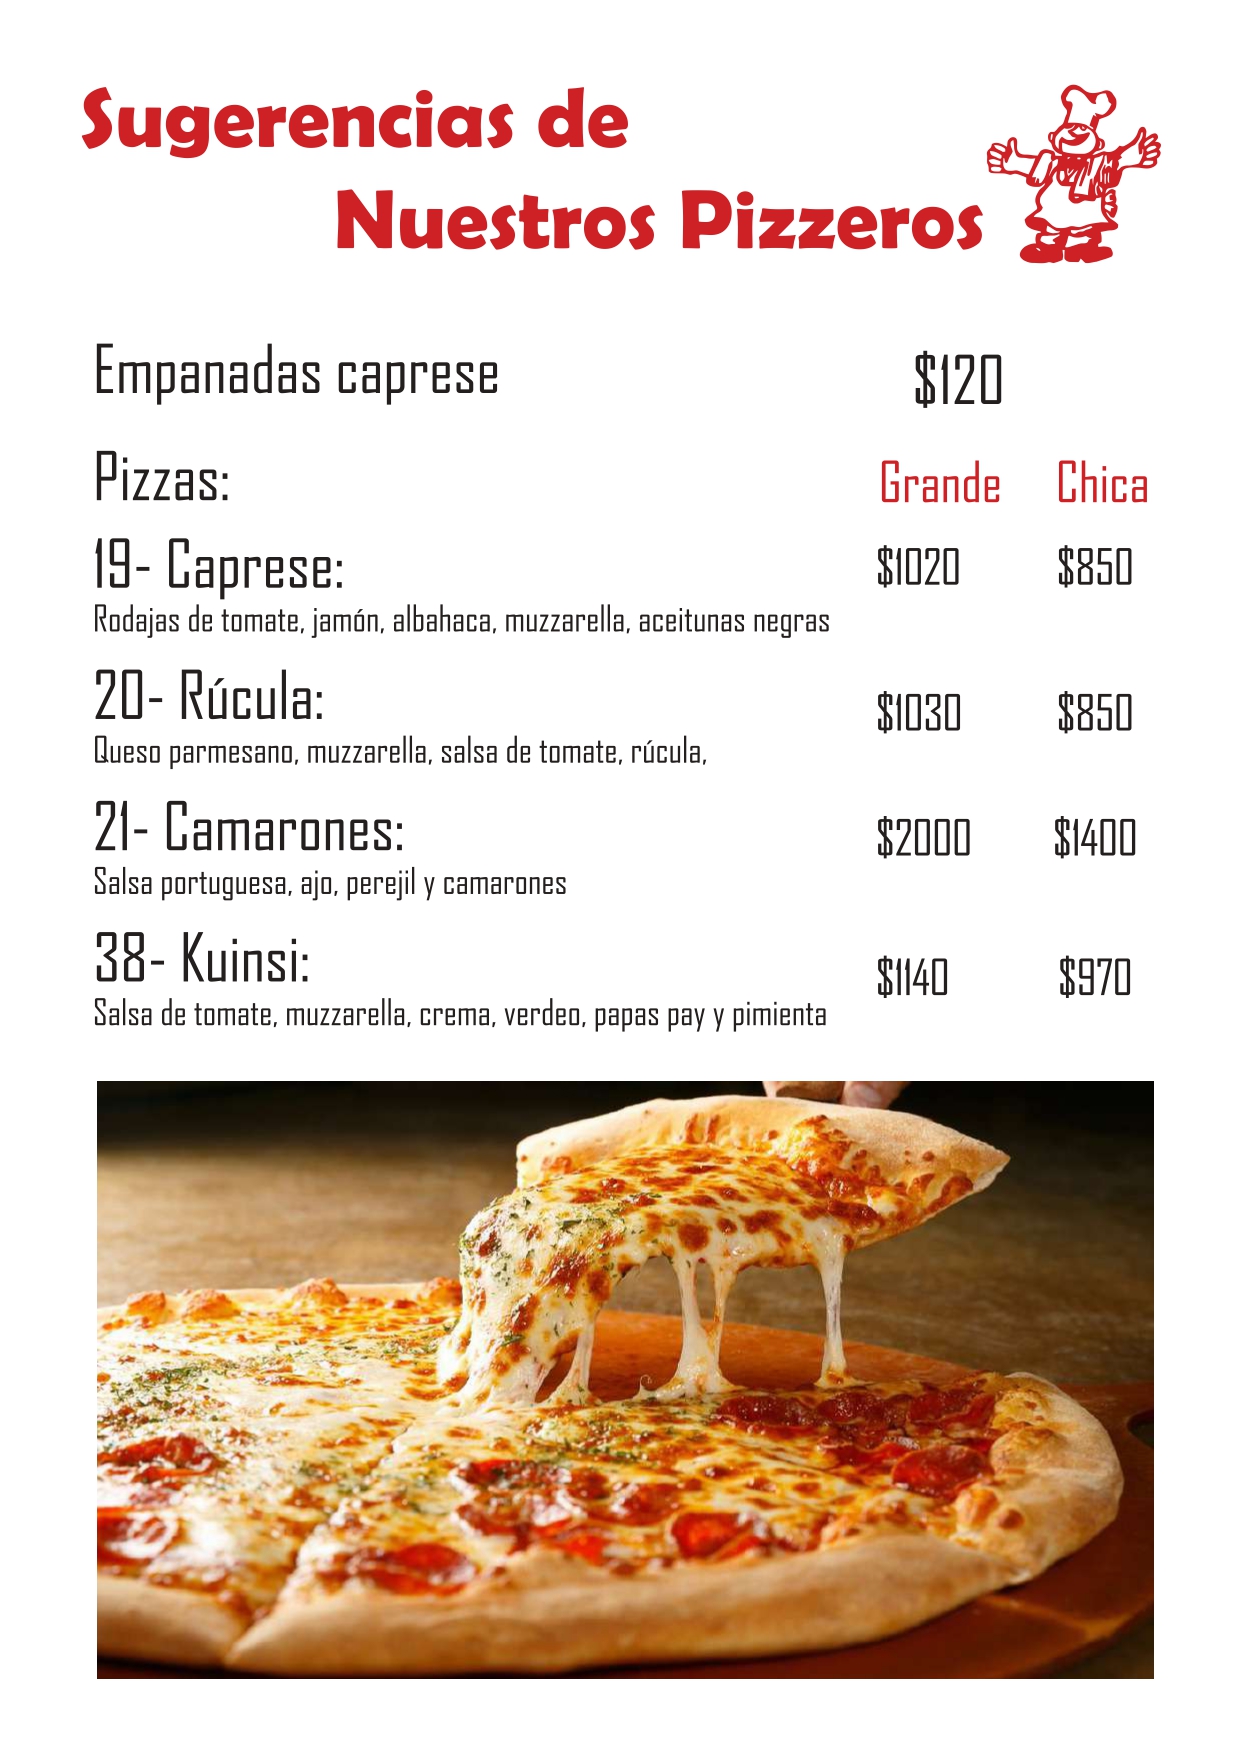 Sugerencias de
Nuestros Pizzeros
Empanadas caprese $120
Pizzas: Grande Chica
19- Caprese: $1020 $850
Rodajas de tomate, jamón, albahaca, muzzarella, aceitunas negras
20- Rúcula: $1030 $850
Queso parmesano, muzzarella, salsa de tomate, rúcula,
21- Camarones: $2000 $1400
Salsa portuguesa, ajo, perejil y camarones
38- Kuinsi: $1140 $970
Salsa de tomate, muzzarella, crema, verdeo, papas pay y pimienta